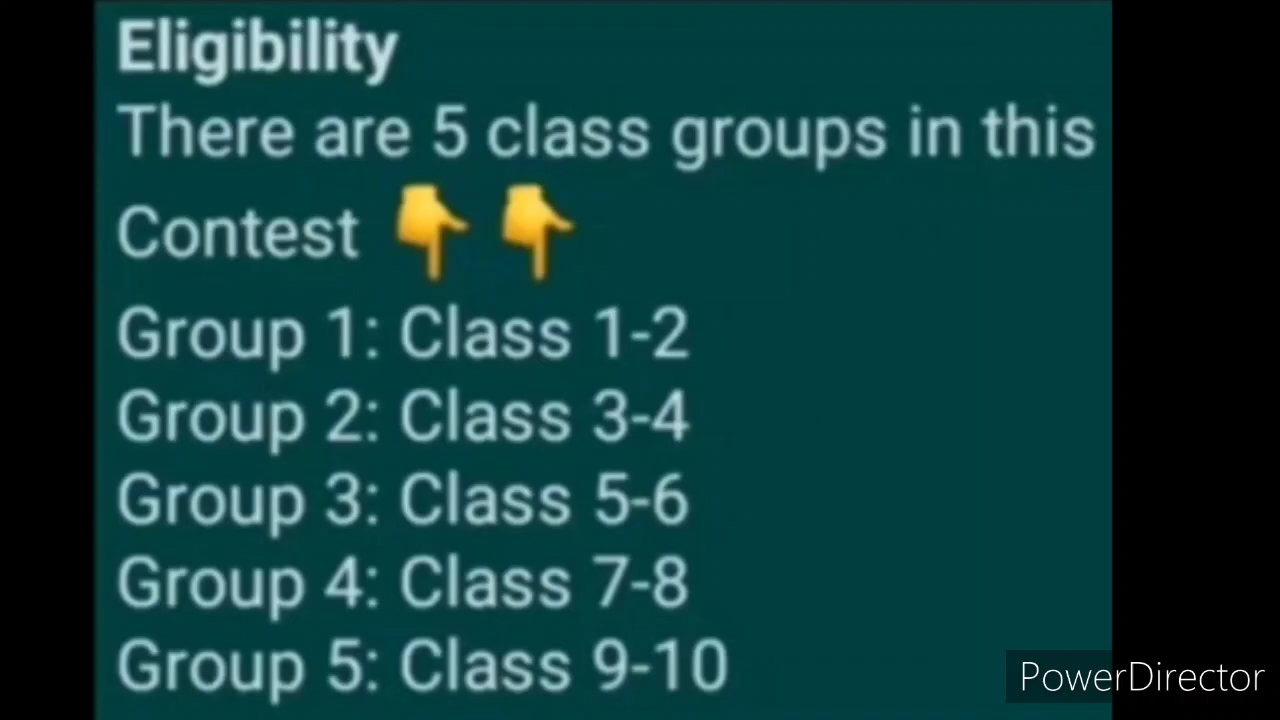 Eligibility
There are 5 class groups in this
Contest 👇 👇
Group 1: Class 1-2
Group 2: Class 3-4
Group 3: Class 5-6
Group 4: Class 7-8
Group 5: Class 9-10
PowerDirector